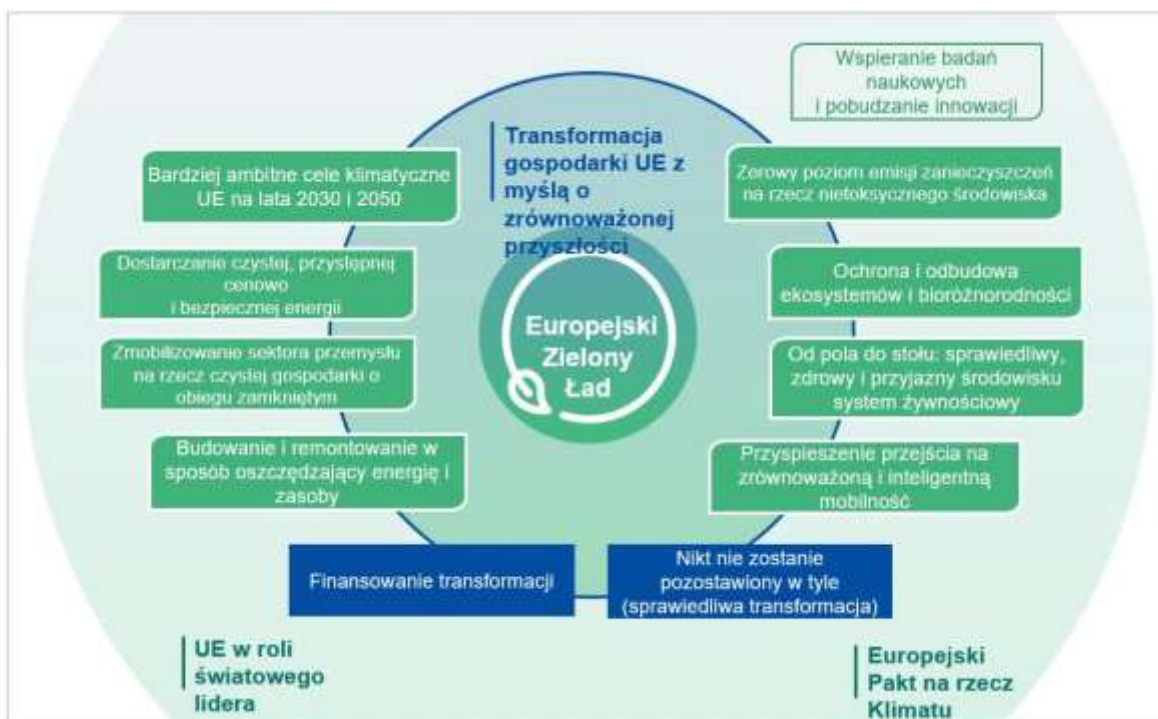 Wspieranie badań
naukowych
i pobudzanie innowacji
Transformacja
gospodarki UE z
myślą o
zrównoważonej
przyszłości
Bardziej ambitne cele klimatyczne
UE na lata 2030 i 2050
Zerowy poziom emisji zanieczyszczeń
na rzecz nietoksycznego środowiska
Dostarczanie czystej, przystępnej
cenowo
i bezpiecznej energii
Ochrona i odbudowa
ekosystemów i bioróżnorodności
Europejski
Zielony
Ład
Zmobilizowanie sektora przemysłu
na rzecz czystej gospodarki o
obiegu zamkniętym
Od pola do stołu: sprawiedliwy,
zdrowy i przyjazny środowisku
system żywnościowy
Budowanie i remontowanie w
sposób oszczędzający energię i
zasoby
Przyspieszenie przejścia na
zrównoważoną i inteligentną
mobilność
Finansowanie transformacji
Nikt nie zostanie
pozostawiony w tyle
(sprawiedliwa transformacja)
UE w roli
światowego
lidera
Europejski
Pakt na rzecz
Klimatu